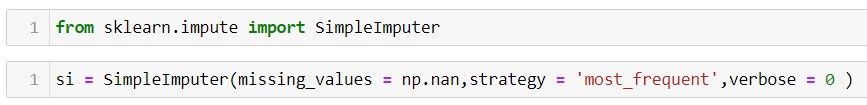 1 from sklearn.impute import SimpleImputer
1 si = SimpleImputer(missing_values = np.nan,strategy = 'most_frequent',verbose = 0 )